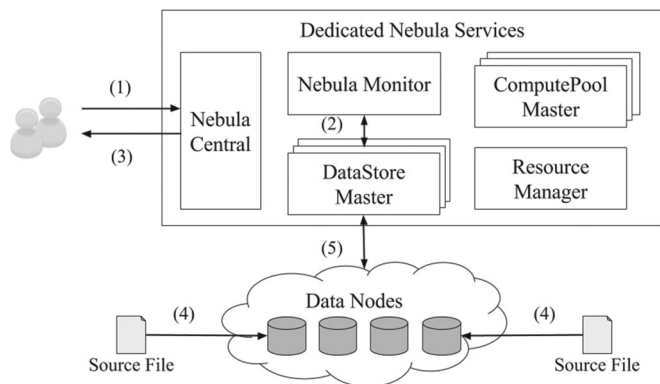 Dedicated Nebula Services
(1)
(3)
Nebula
Central
Nebula Monitor
(2)
DataStore
Master
ComputePool
Master
Resource
Manager
(5)
Data Nodes
(4)
Source File
(4)
Source File